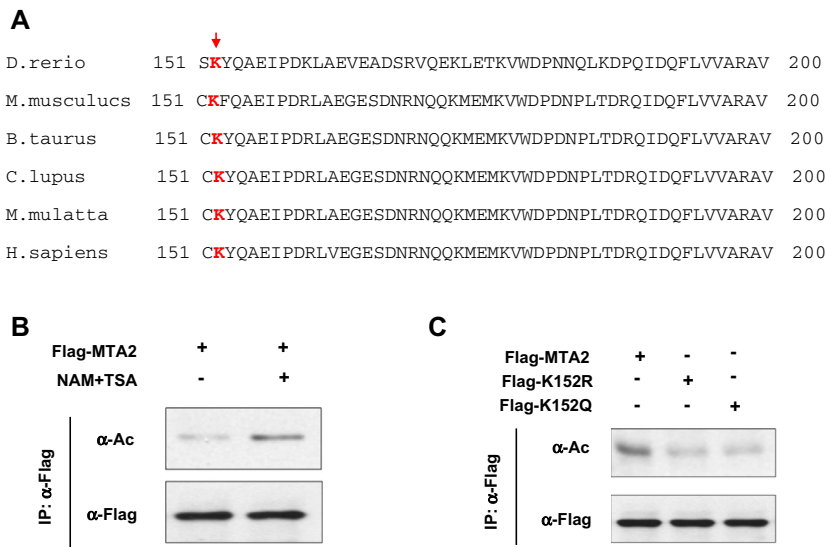 A
D.rerio 151 SKYQAEIPDKLAEVEADSRVQEKLETKVWDPNNQLKDPQIDQFLVVARAV 200
M.musculucs 151 CKFQAEIPDRLAEGESDNRNQQKMEMKVWDPDNPLTDRQIDQFLVVARAV 200
B.taurus 151 CKYQAEIPDRLAEGESDNRNQQKMEMKVWDPDNPLTDRQIDQFLVVARAV 200
C.lupus 151 CKYQAEIPDRLAEGESDNRNQQKMEMKVWDPDNPLTDRQIDQFLVVARAV 200
M.mulatta 151 CKYQAEIPDRLAEGESDNRNQQKMEMKVWDPDNPLTDRQIDQFLVVARAV 200
H.sapiens 151 CKYQAEIPDRLVEGESDNRNQQKMEMKVWDPDNPLTDRQIDQFLVVARAV 200
B
Flag-MTA2 + +
NAM+TSA - +
IP: α-Flag
α-Ac
α-Flag
C
Flag-MTA2 + - -
Flag-K152R - + -
Flag-K152Q - - +
IP: α-Flag
α-Ac
α-Flag